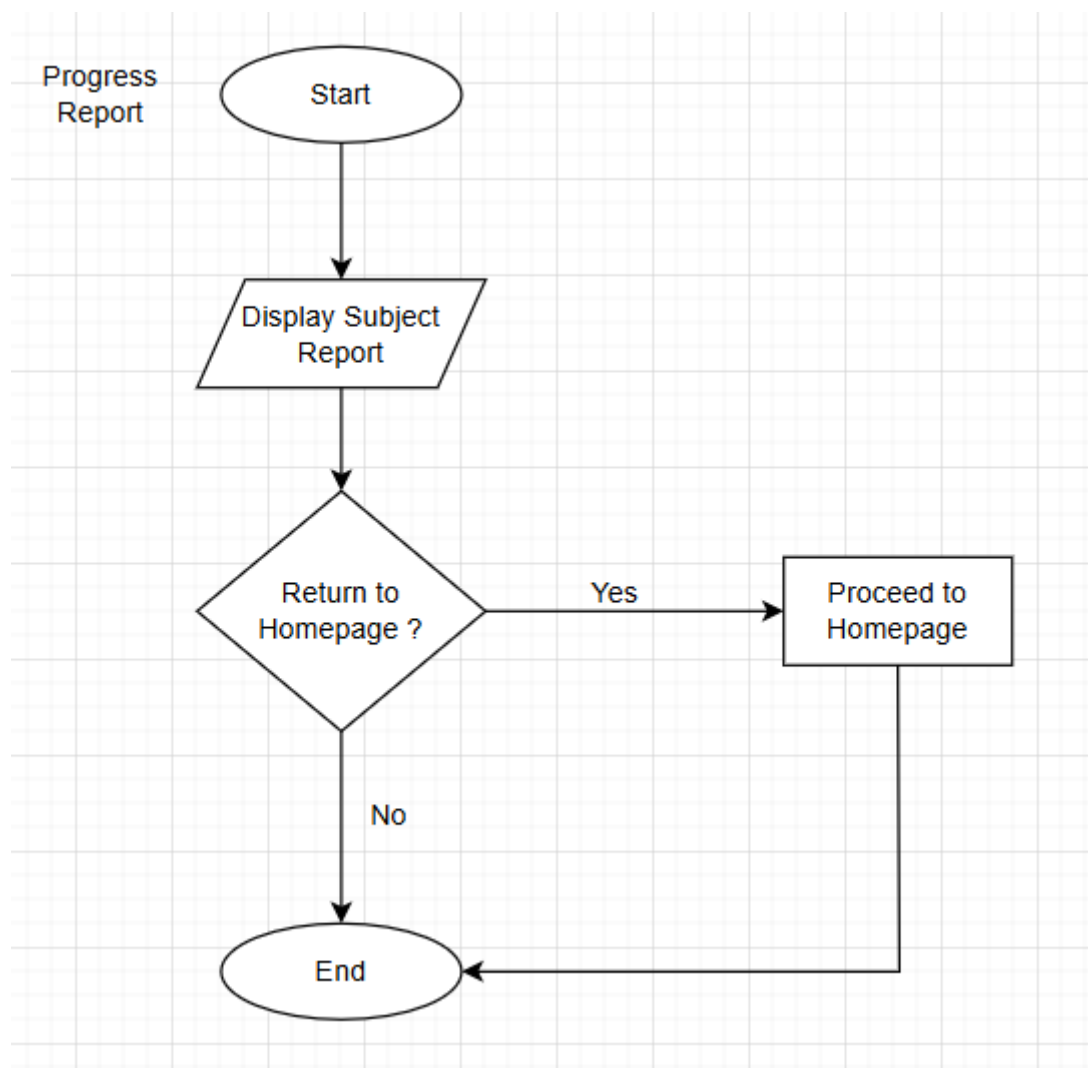 Progress
Report
Start
Display Subject
Report
Return to
Homepage ?
Yes
Proceed to
Homepage
No
End